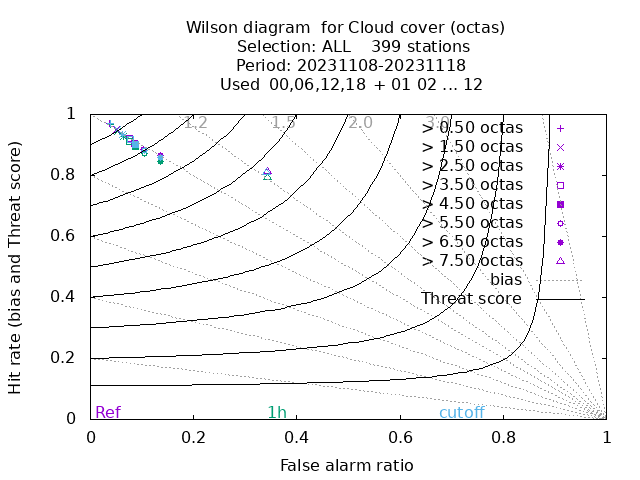 Wilson diagram  for Cloud cover (octas)
Selection: ALL    399 stations
Period: 20231108-20231118
Used  00,06,12,18  + 01 02 ... 12
Hit rate (bias and Threat score)
1
0.8
0.6
0.4
0.2
0
1.2
1.5
2.0
3.0
> 0.50 octas
> 1.50 octas
> 2.50 octas
> 3.50 octas
> 4.50 octas
> 5.50 octas
> 6.50 octas
> 7.50 octas
bias
Threat score
Ref
1h
cutoff
0
0.2
0.4
0.6
0.8
1
False alarm ratio